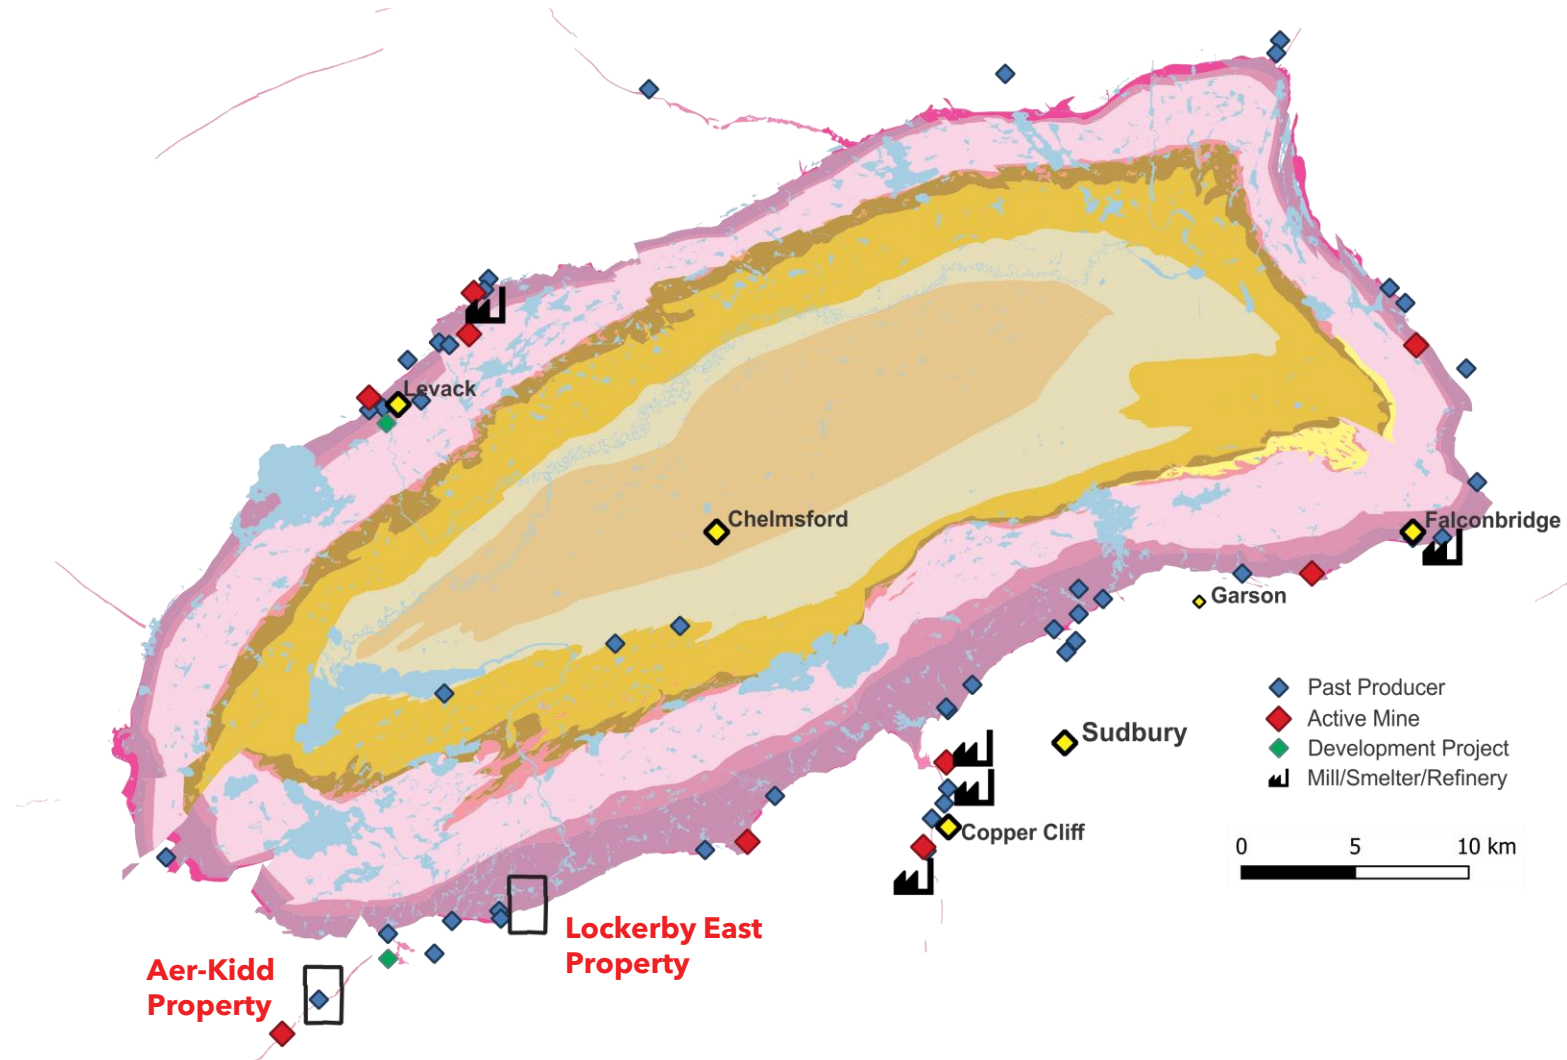 Levack
Chelmsford
Falconbridge
Garson
Past Producer
Active Mine
Development Project
Mill/Smelter/Refinery
Sudbury
Copper Cliff
0 5 10 km
Lockerby East
Property
Aer-Kidd
Property